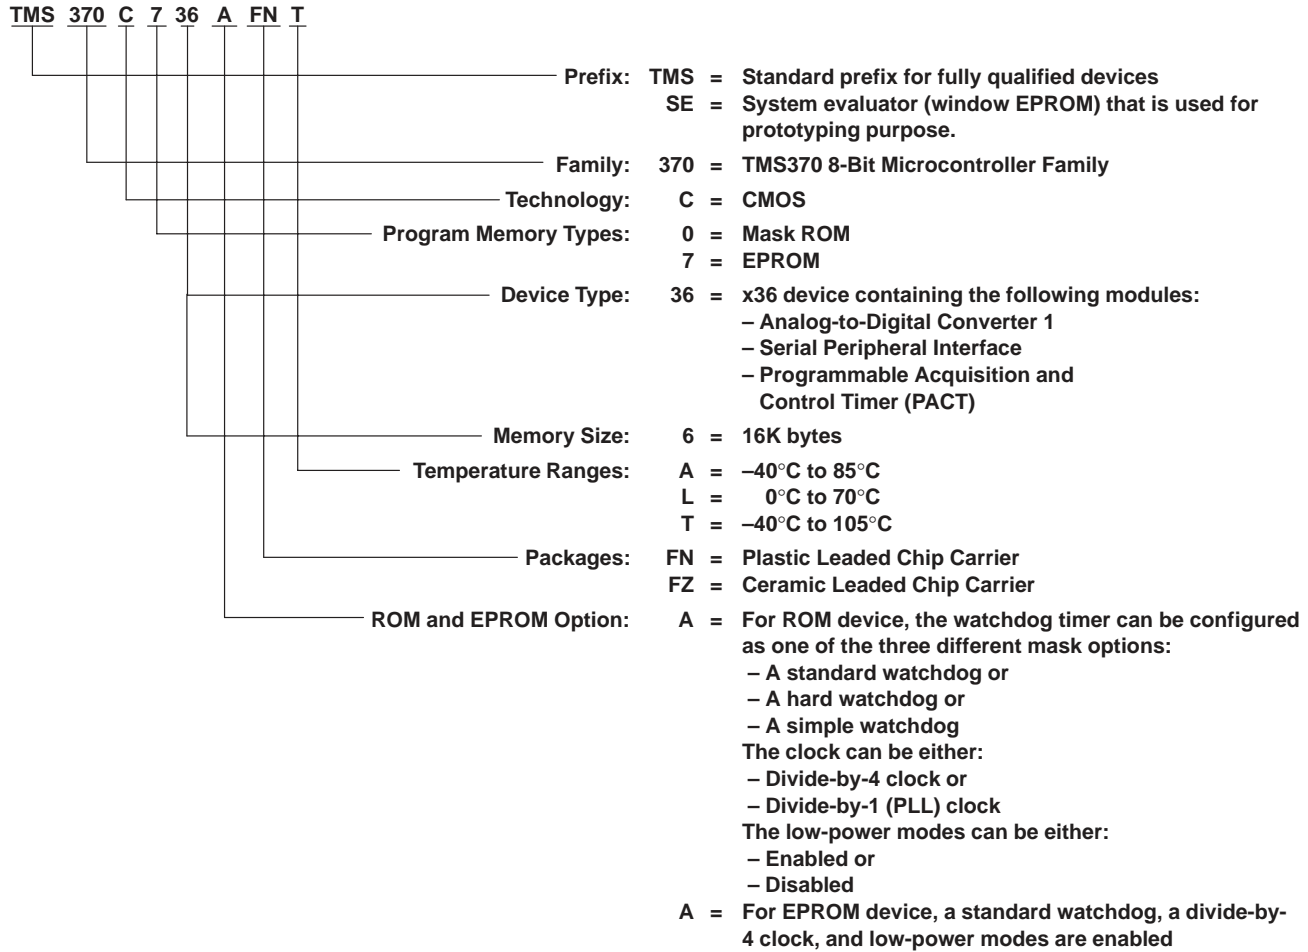 TMS 370 C 7 36 A FN T
Prefix: TMS = Standard prefix for fully qualified devices
SE = System evaluator (window EPROM) that is used for
prototyping purpose.
Family: 370 = TMS370 8-Bit Microcontroller Family
Technology: C = CMOS
Program Memory Types: 0 = Mask ROM
7 = EPROM
Device Type: 36 = x36 device containing the following modules:
– Analog-to-Digital Converter 1
– Serial Peripheral Interface
– Programmable Acquisition and
Control Timer (PACT)
Memory Size: 6 = 16K bytes
Temperature Ranges: A = –40°C to 85°C
L = 0°C to 70°C
T = –40°C to 105°C
Packages: FN = Plastic Leaded Chip Carrier
FZ = Ceramic Leaded Chip Carrier
ROM and EPROM Option: A = For ROM device, the watchdog timer can be configured
as one of the three different mask options:
– A standard watchdog or
– A hard watchdog or
– A simple watchdog
The clock can be either:
– Divide-by-4 clock or
– Divide-by-1 (PLL) clock
The low-power modes can be either:
– Enabled or
– Disabled
A = For EPROM device, a standard watchdog, a divide-by-
4 clock, and low-power modes are enabled